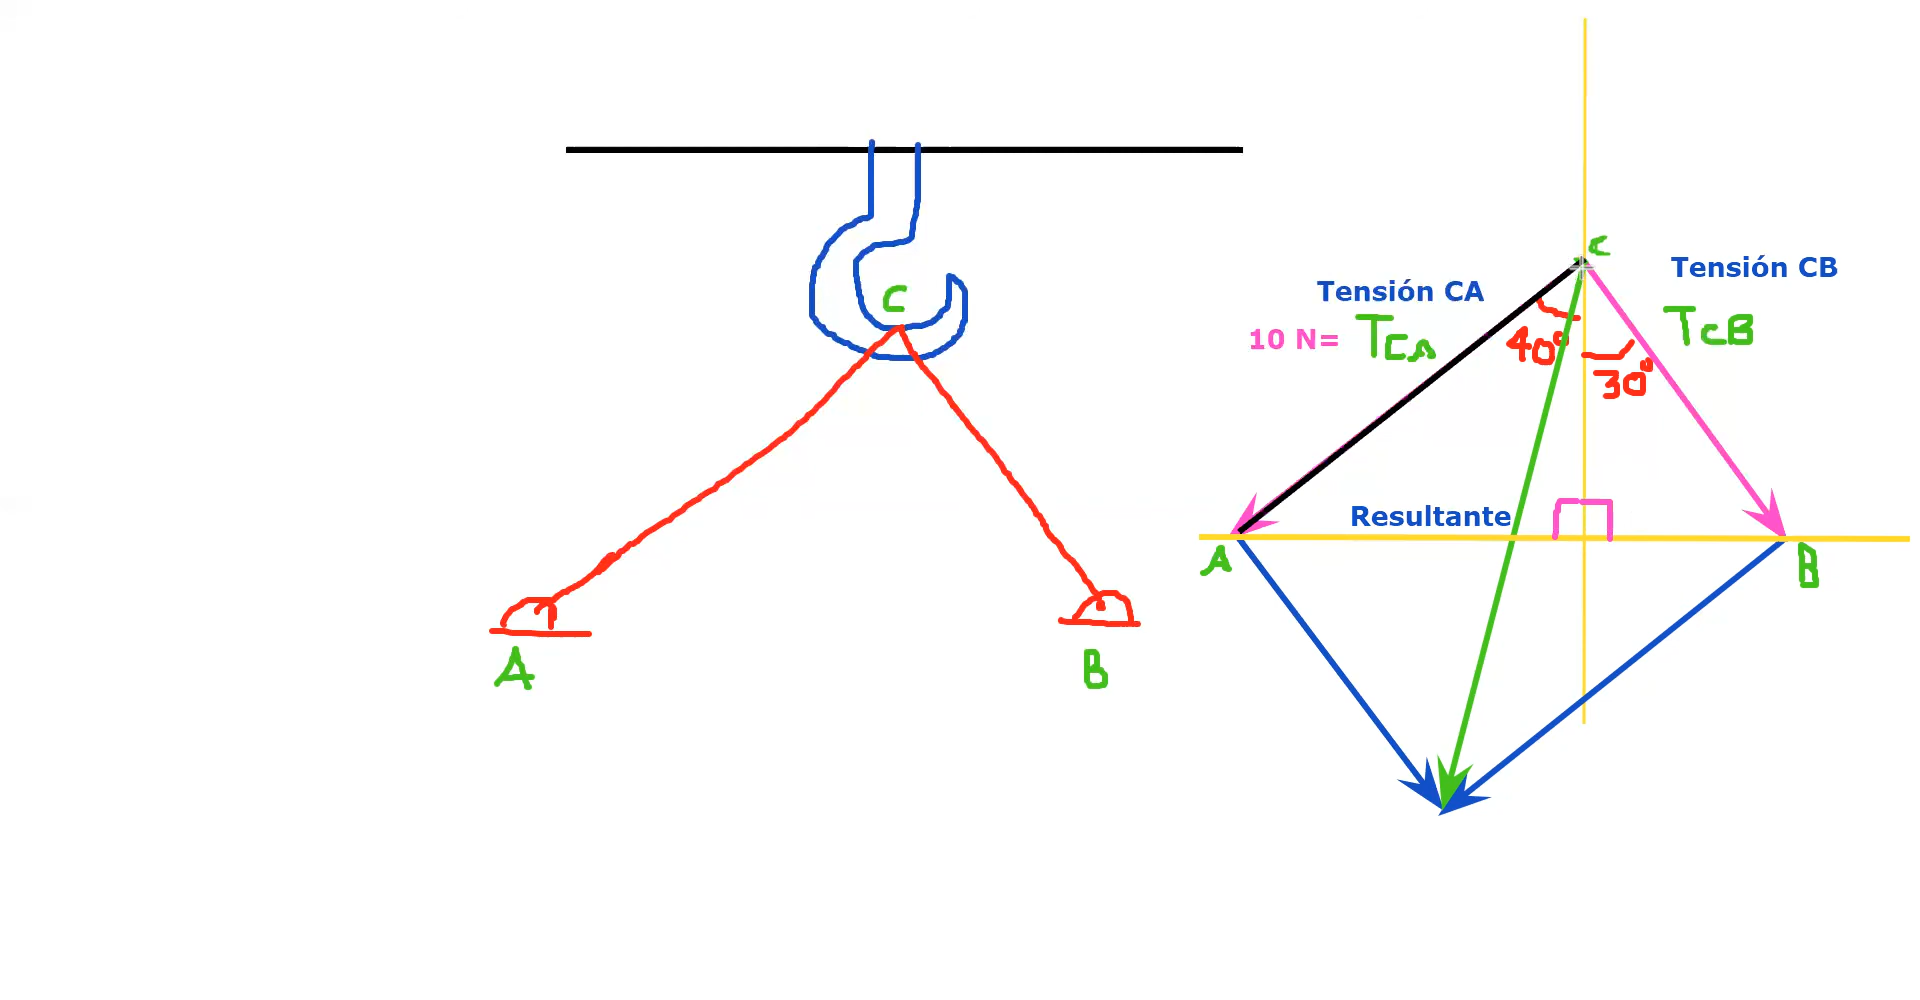 C
A
B
C
Tensión CB
Tensión CA
TCB
10 N= TCA
40°
30°
Resultante
A
B